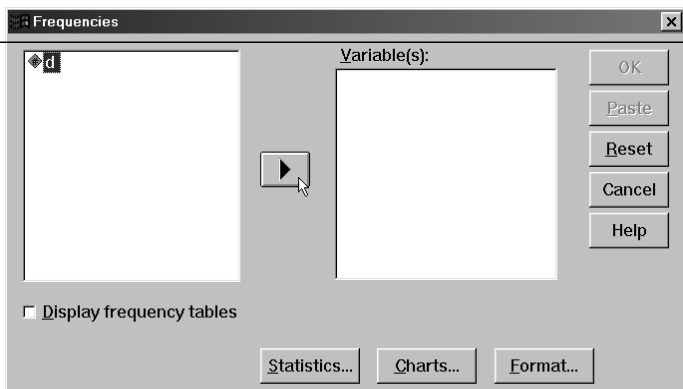 Frequencies
d
Variable(s):
OK
Paste
Reset
Cancel
Help
Display frequency tables
Statistics...
Charts...
Format...